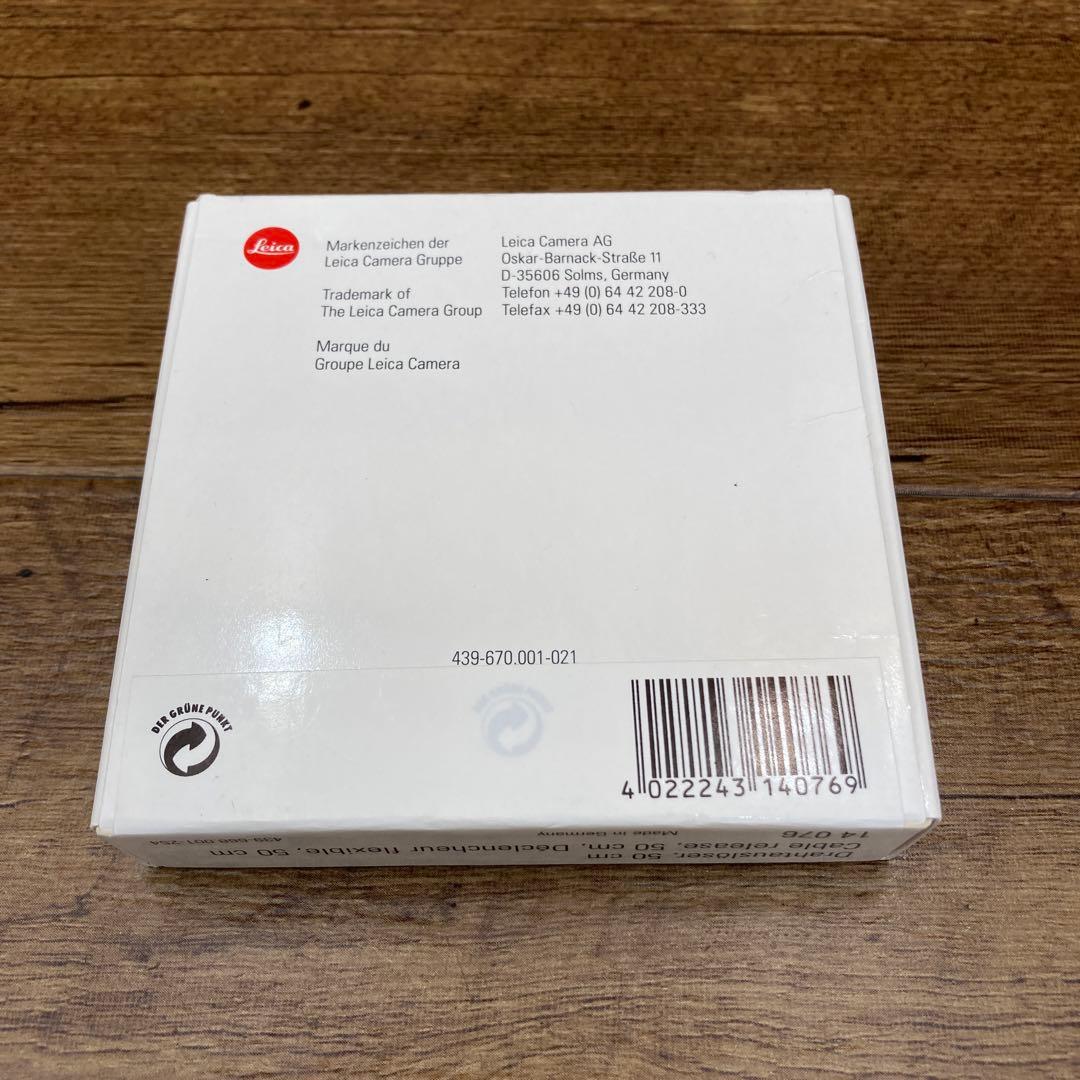 Leica
Markenzeichen der
Leica Camera Gruppe
Trademark of
The Leica Camera Group
Marque du
Groupe Leica Camera
Leica Camera AG
Oskar-Barnack-Straße 11
D-35606 Solms, Germany
Telefon +49 (0) 64 42 208-0
Telefax +49 (0) 64 42 208-333
439-670.001-021
DER GRÜNE PUNKT
DER GRÜNE PUNKT
4 022243 140769
14 076
Cable release, 50 cm, Déclencheur flexible, 50 cm
Drahtauslöser, 50 cm
Made in Germany